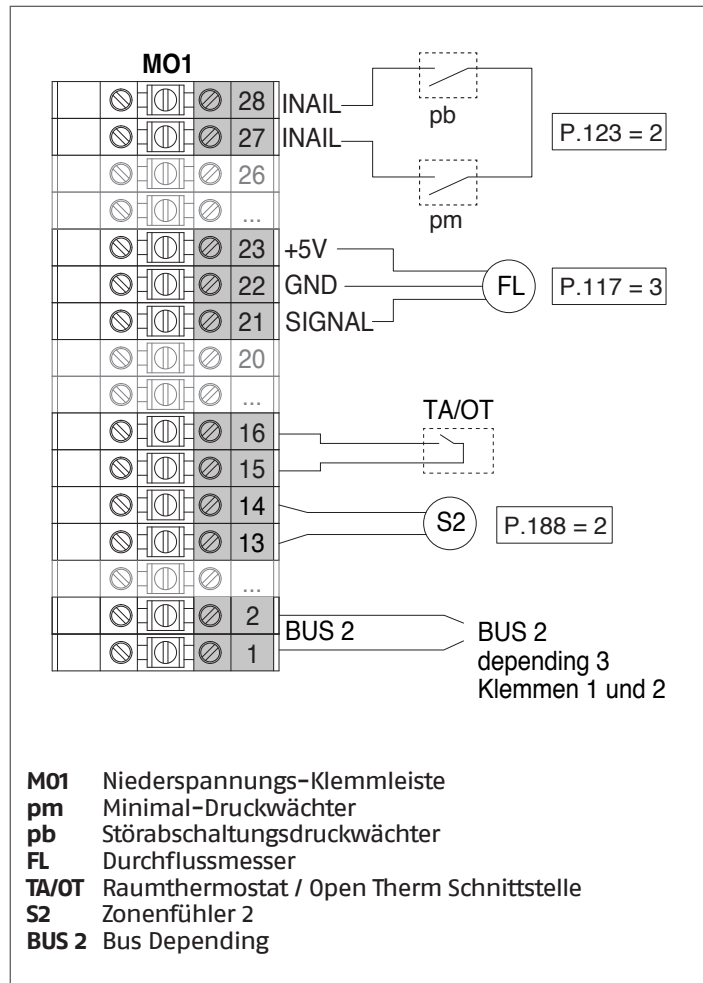 MO1
28 INAIL
pb
27 INAIL
P.123 = 2
26
pm
...
23 +5V
22 GND
FL
P.117 = 3
21 SIGNAL
20
...
TA/OT
16
15
14
S2
P.188 = 2
13
...
2
BUS 2
1
BUS 2
depending 3
Klemmen 1 und 2
MO1 Niederspannungs-Klemmleiste
pm Minimal-Druckwächter
pb Störabschaltungsdruckwächter
FL Durchflussmesser
TA/OT Raumthermostat / Open Therm Schnittstelle
S2 Zonenfühler 2
BUS 2 Bus Depending